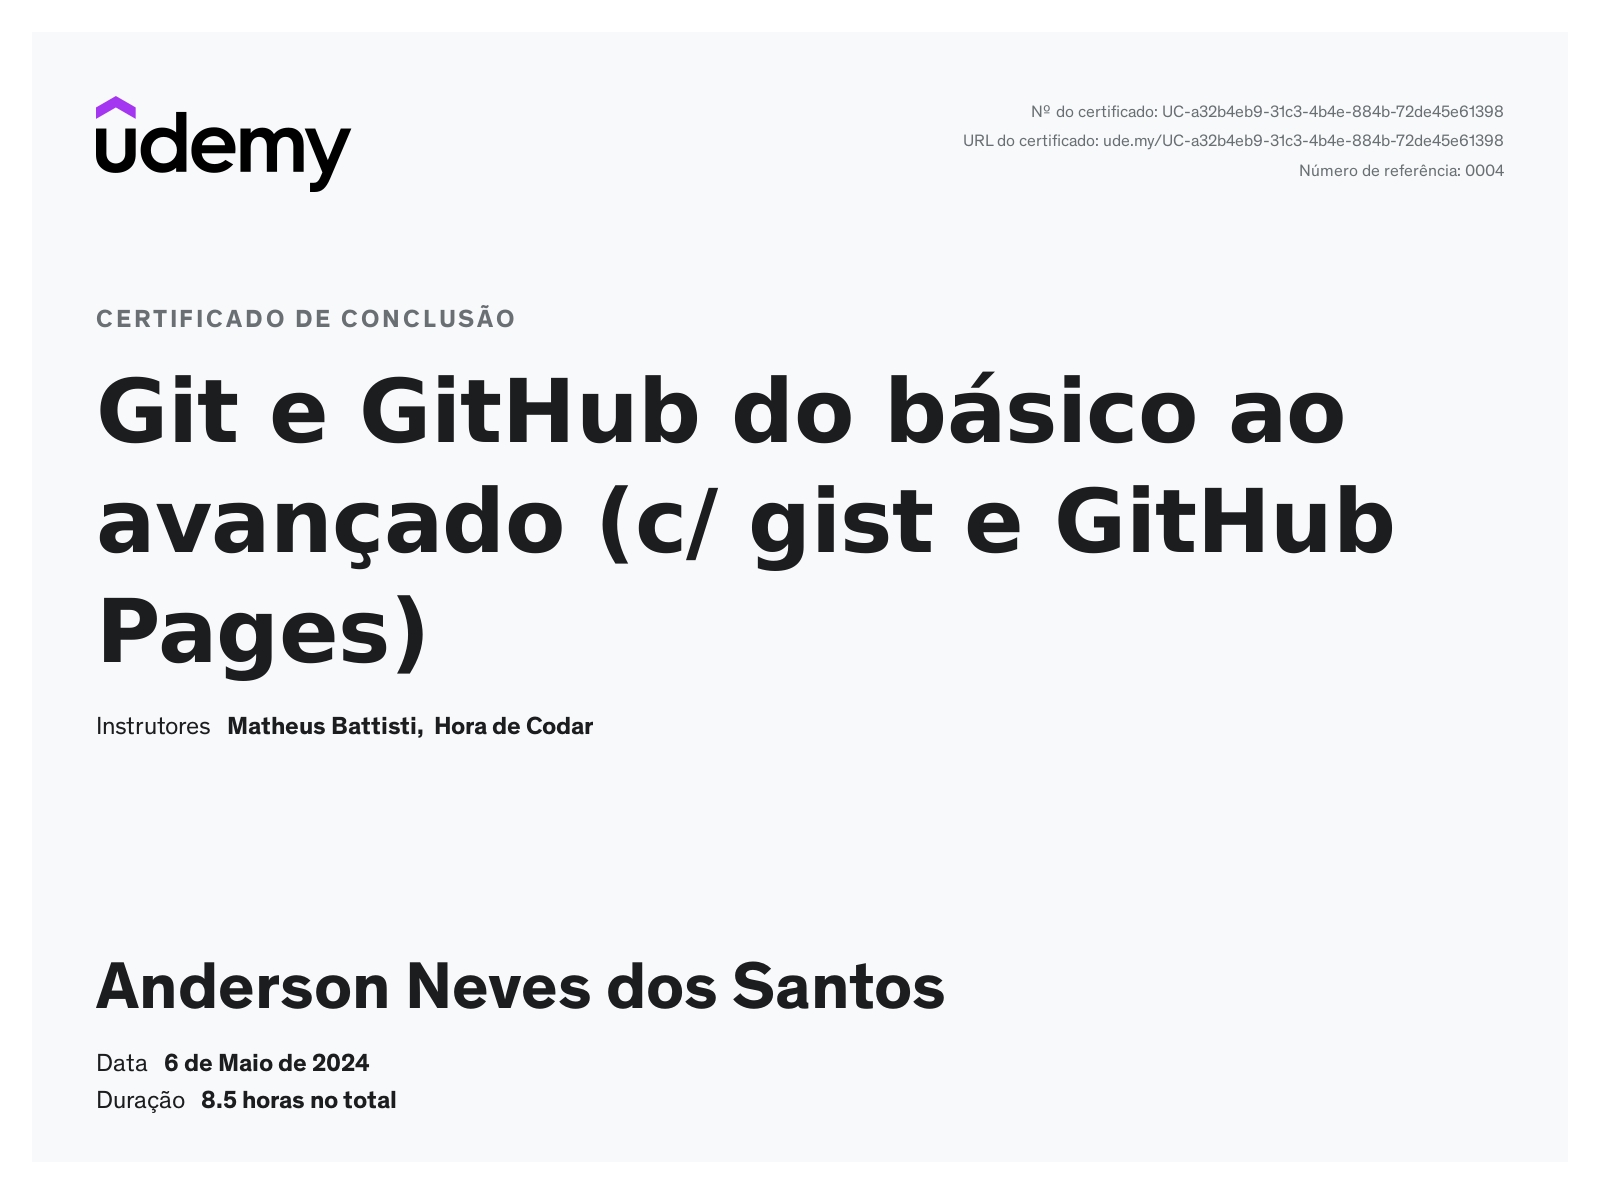 udemy
Nº do certificado: UC-a32b4eb9-31c3-4b4e-884b-72de45e61398
URL do certificado: ude.my/UC-a32b4eb9-31c3-4b4e-884b-72de45e61398
Número de referência: 0004
CERTIFICADO DE CONCLUSÃO
Git e GitHub do básico ao
avançado (c/ gist e GitHub
Pages)
Instrutores Matheus Battisti, Hora de Codar
Anderson Neves dos Santos
Data 6 de Maio de 2024
Duração 8.5 horas no total